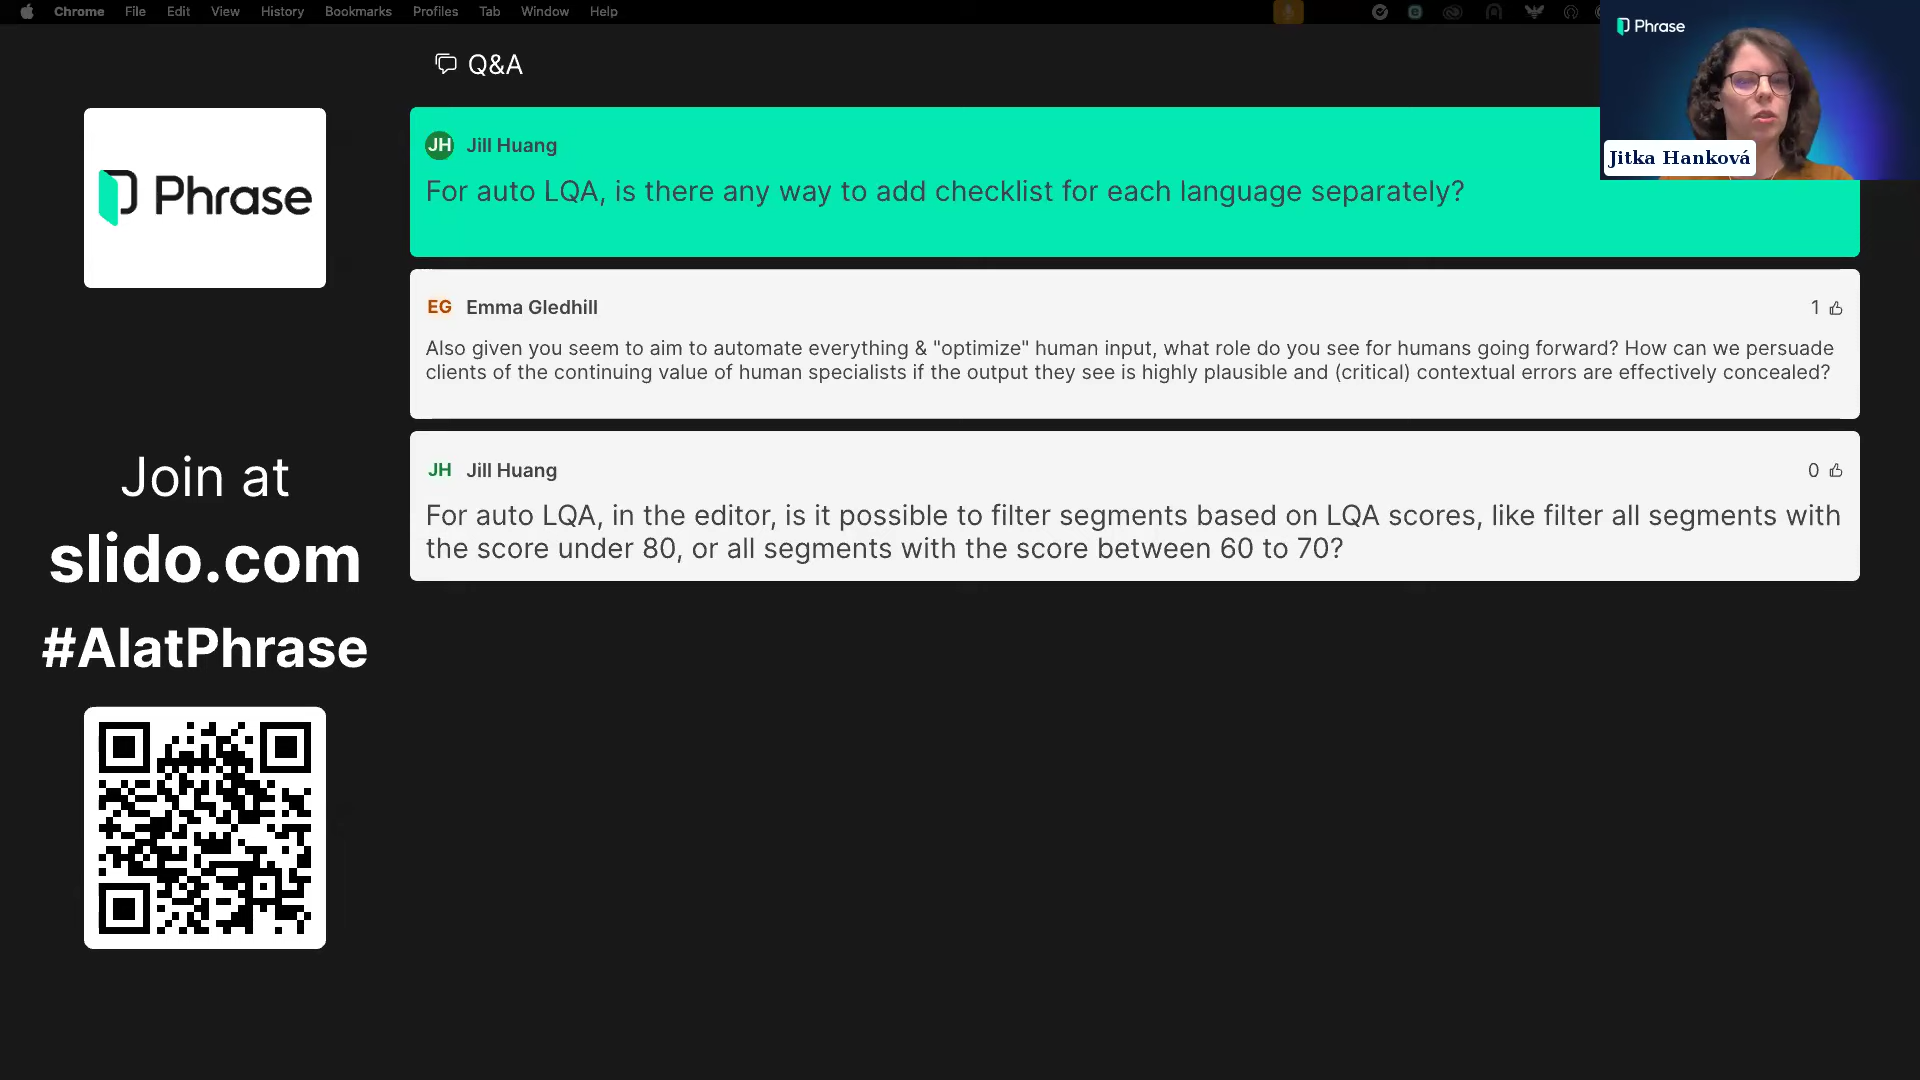 Chrome File Edit View History Bookmarks Profiles Tab Window Help
Phrase
Jitka Hanková
Q&A
Phrase
Join at
slido.com
#AIatPhrase
JH Jill Huang
For auto LQA, is there any way to add checklist for each language separately?
EG Emma Gledhill 1
Also given you seem to aim to automate everything & "optimize" human input, what role do you see for humans going forward? How can we persuade
clients of the continuing value of human specialists if the output they see is highly plausible and (critical) contextual errors are effectively concealed?
JH Jill Huang 0
For auto LQA, in the editor, is it possible to filter segments based on LQA scores, like filter all segments with
the score under 80, or all segments with the score between 60 to 70?